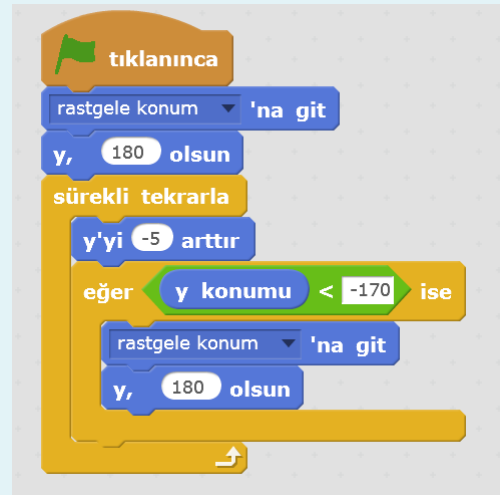 tıklanınca
rastgele konum 'na git
y, 180 olsun
sürekli tekrarla
y'yi -5 arttır
eğer y konumu < -170 ise
rastgele konum 'na git
y, 180 olsun